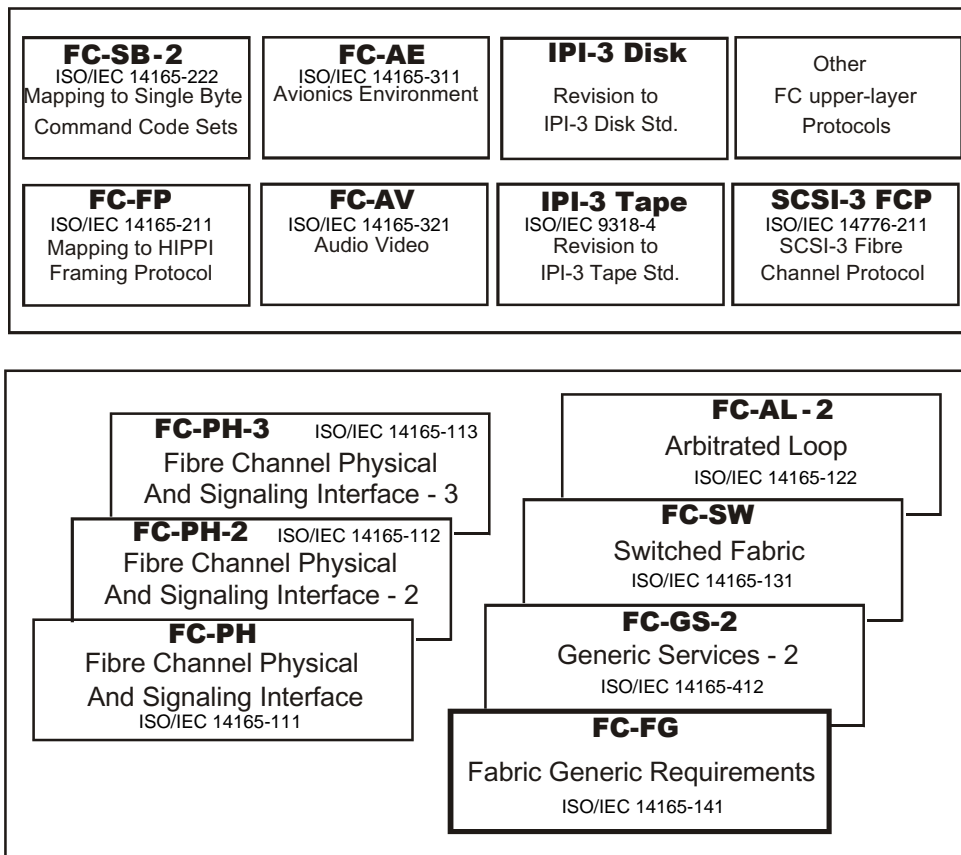 FC-SB-2
ISO/IEC 14165-222
Mapping to Single Byte
Command Code Sets
FC-AE
ISO/IEC 14165-311
Avionics Environment
IPI-3 Disk
Revision to
IPI-3 Disk Std.
Other
FC upper-layer
Protocols
FC-FP
ISO/IEC 14165-211
Mapping to HIPPI
Framing Protocol
FC-AV
ISO/IEC 14165-321
Audio Video
IPI-3 Tape
ISO/IEC 9318-4
Revision to
IPI-3 Tape Std.
SCSI-3 FCP
ISO/IEC 14776-211
SCSI-3 Fibre
Channel Protocol
FC-PH-3 ISO/IEC 14165-113
Fibre Channel Physical
And Signaling Interface - 3
FC-PH-2 ISO/IEC 14165-112
Fibre Channel Physical
And Signaling Interface - 2
FC-PH
Fibre Channel Physical
And Signaling Interface
ISO/IEC 14165-111
FC-AL - 2
Arbitrated Loop
ISO/IEC 14165-122
FC-SW
Switched Fabric
ISO/IEC 14165-131
FC-GS-2
Generic Services - 2
ISO/IEC 14165-412
FC-FG
Fabric Generic Requirements
ISO/IEC 14165-141